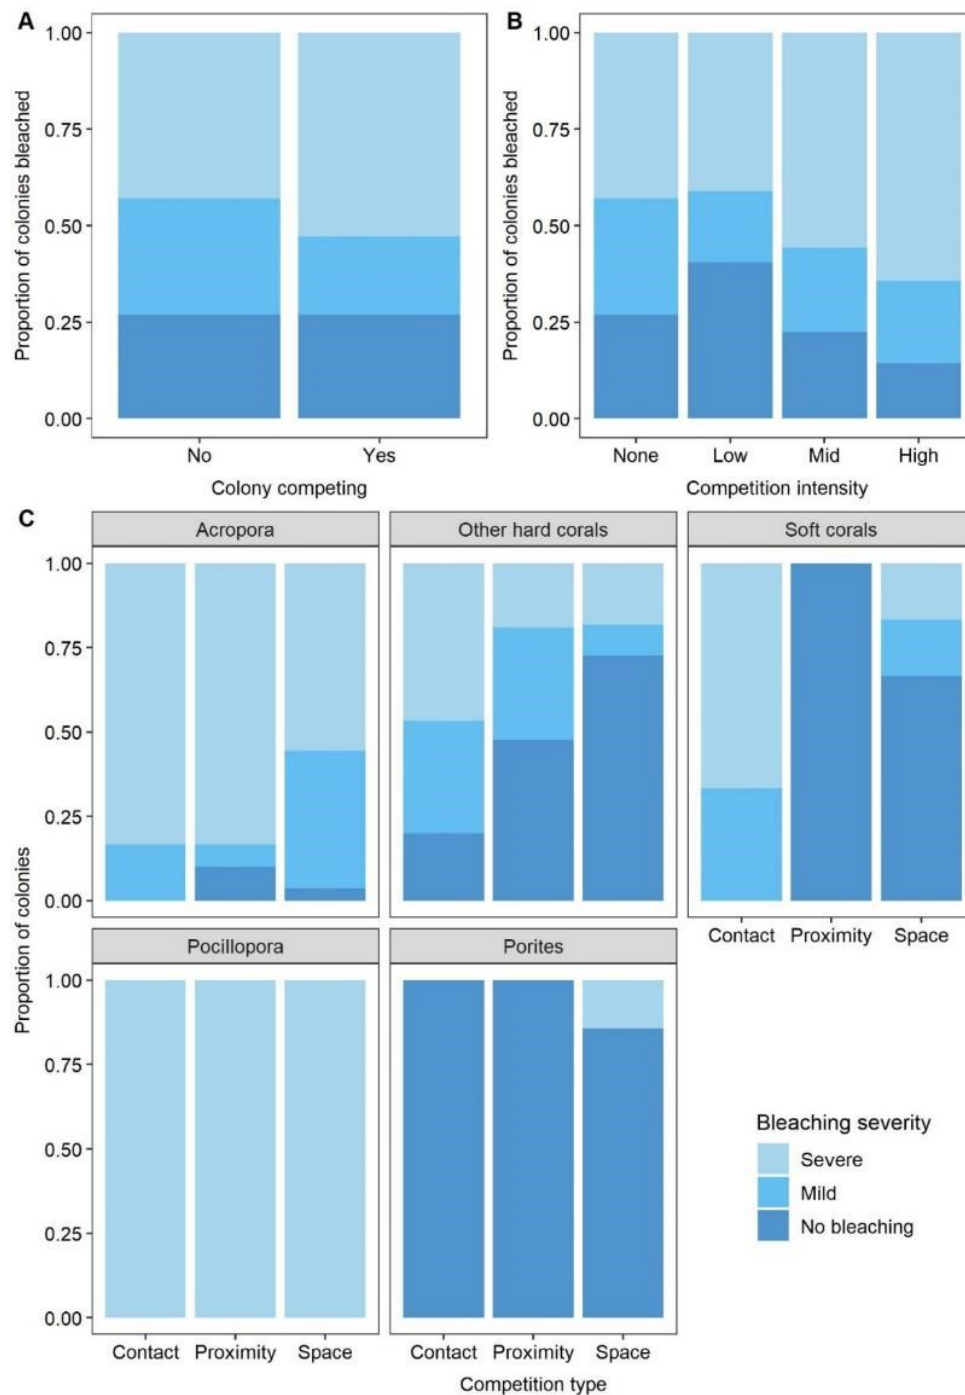 A
Proportion of colonies bleached
1.00
0.75
0.50
0.25
0.00
No Yes
Colony competing
B
Proportion of colonies bleached
1.00
0.75
0.50
0.25
0.00
None Low Mid High
Competition intensity
C
Proportion of colonies
Acropora Other hard corals Soft corals
1.00
0.75
0.50
0.25
0.00
Contact Proximity Space
Pocillopora Porites
1.00
0.75
0.50
0.25
0.00
Contact Proximity Space Contact Proximity Space
Competition type
Bleaching severity
Severe
Mild
No bleaching